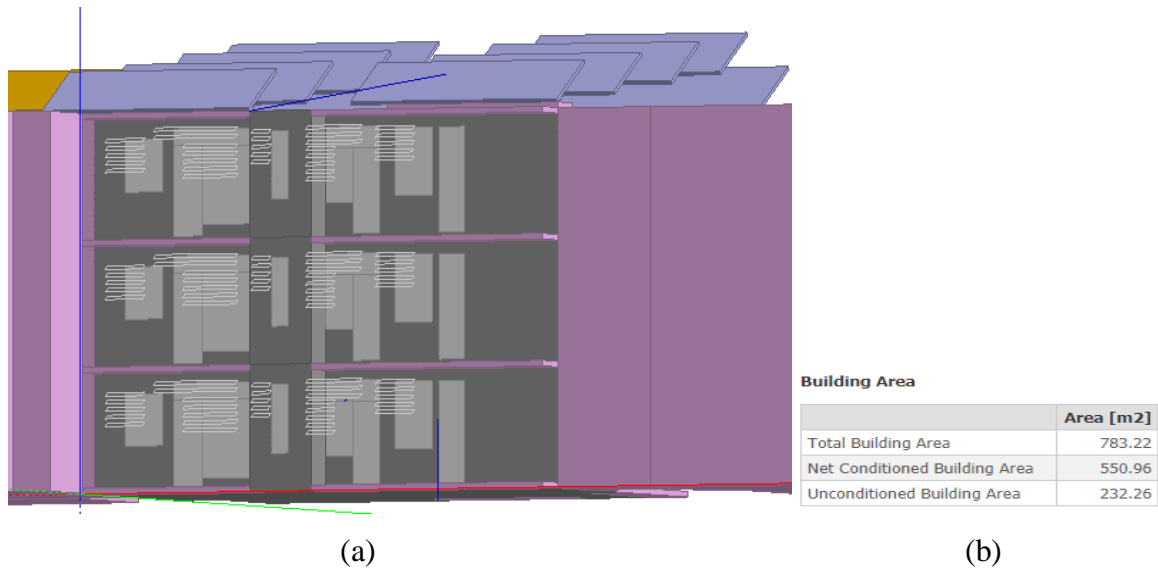 Building Area
Area [m2]
Total Building Area 783.22
Net Conditioned Building Area 550.96
Unconditioned Building Area 232.26
(a) (b)